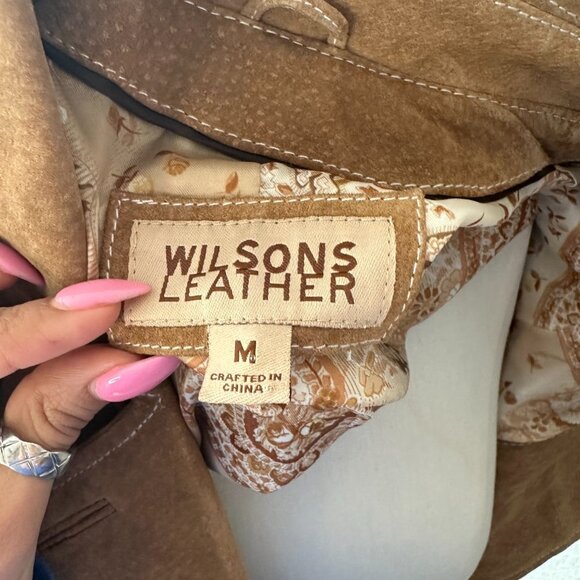 WILSONS
LEATHER
M
CRAFTED IN
CHINA